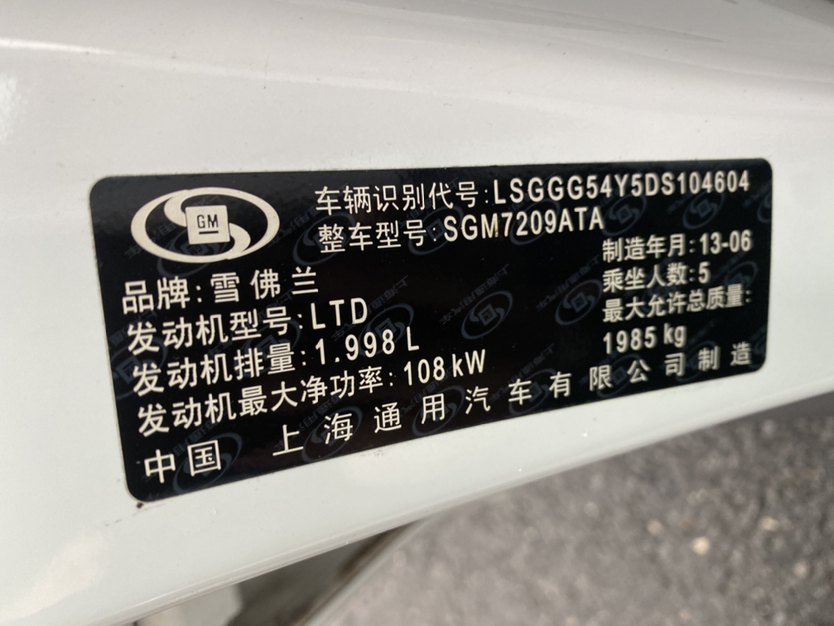 GM
车辆识别代号:LSGGG54Y5DS104604
整车型号:SGM7209ATA
品牌:雪佛兰
制造年月:13-06
发动机型号:LTD
乘坐人数:5
发动机排量:1.998 L
最大允许总质量:
1985 kg
发动机最大净功率:108 kW
中国 上海通用汽车有限公司制造